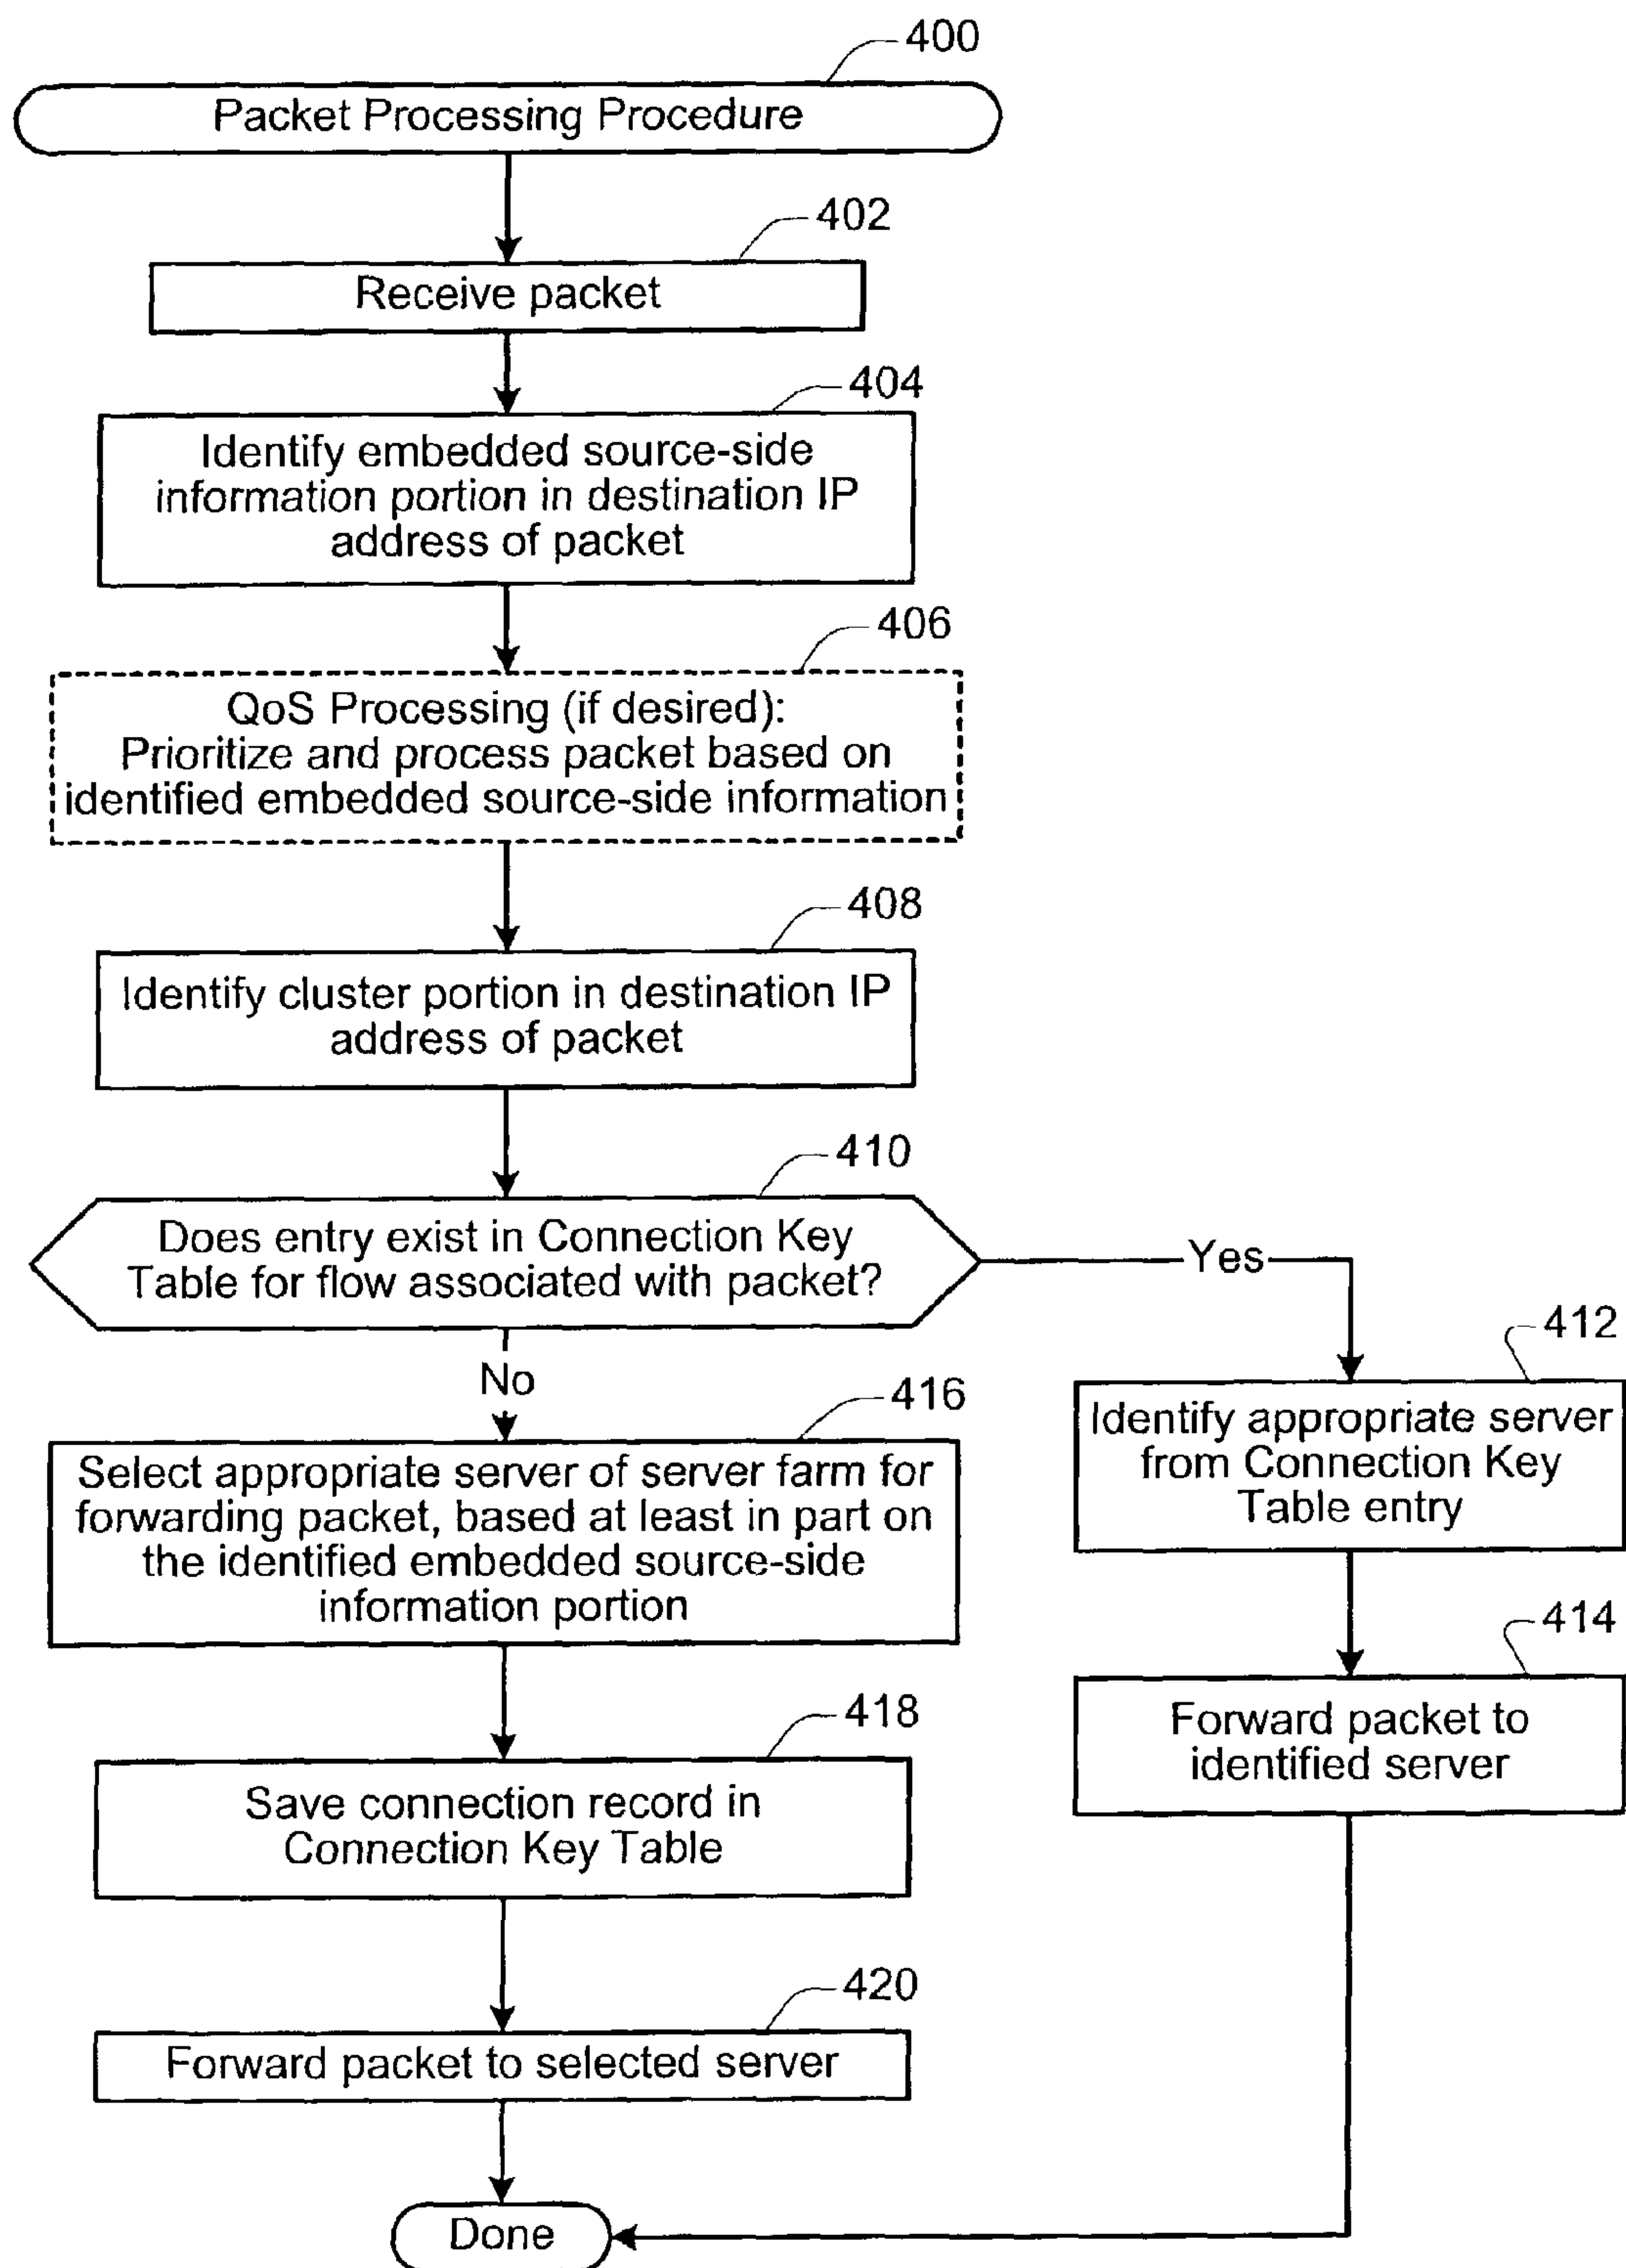 400
Packet Processing Procedure
402
Receive packet
404
Identify embedded source-side
information portion in destination IP
address of packet
406
QoS Processing (if desired):
Prioritize and process packet based on
identified embedded source-side information
408
Identify cluster portion in destination IP
address of packet
410
Does entry exist in Connection Key
Table for flow associated with packet?
Yes
412
Identify appropriate server
from Connection Key
Table entry
414
Forward packet to
identified server
No
416
Select appropriate server of server farm for
forwarding packet, based at least in part on
the identified embedded source-side
information portion
418
Save connection record in
Connection Key Table
420
Forward packet to selected server
Done